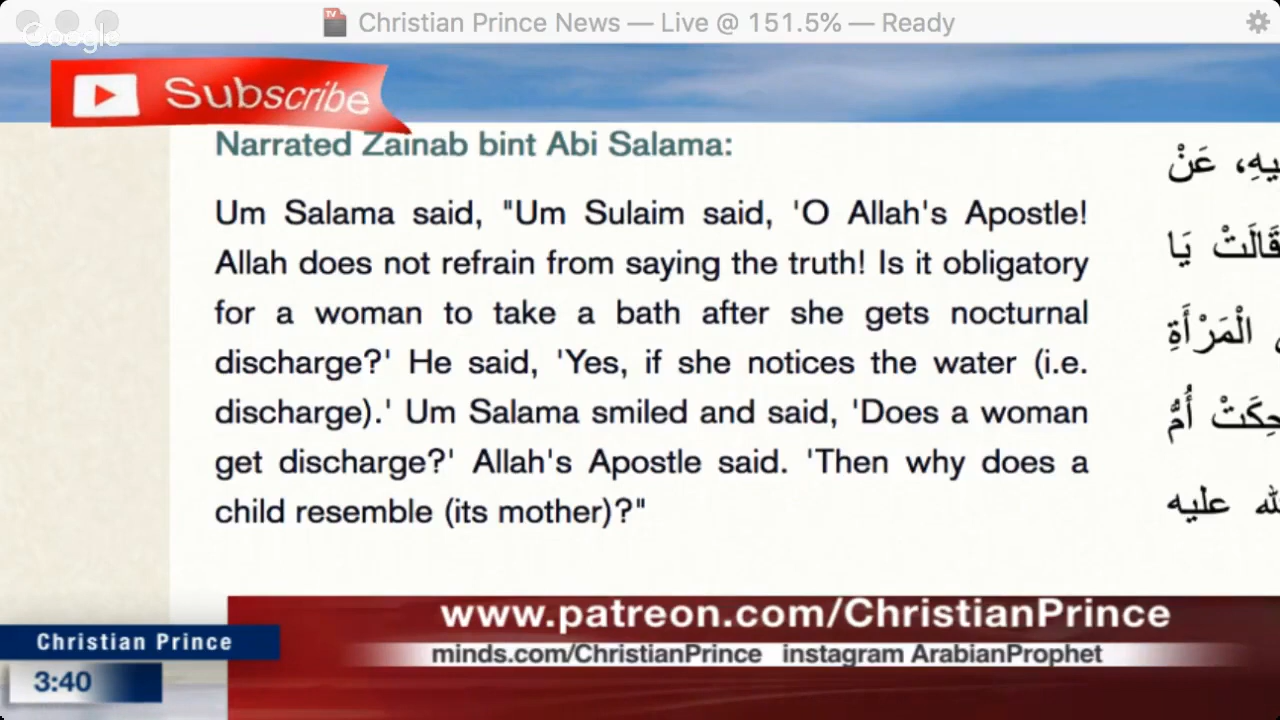 Christian Prince News — Live @ 151.5% — Ready
Google
Subscribe
Narrated Zainab bint Abi Salama:
Um Salama said, "Um Sulaim said, 'O Allah's Apostle!
Allah does not refrain from saying the truth! Is it obligatory
for a woman to take a bath after she gets nocturnal
discharge?' He said, 'Yes, if she notices the water (i.e.
discharge).' Um Salama smiled and said, 'Does a woman
get discharge?' Allah's Apostle said. 'Then why does a
child resemble (its mother)?"
عَنْ
قَالَتْ يَا
الْمَرْأَةِ
أُمُّ
عليه
www.patreon.com/ChristianPrince
minds.com/ChristianPrince instagram ArabianProphet
Christian Prince
3:40